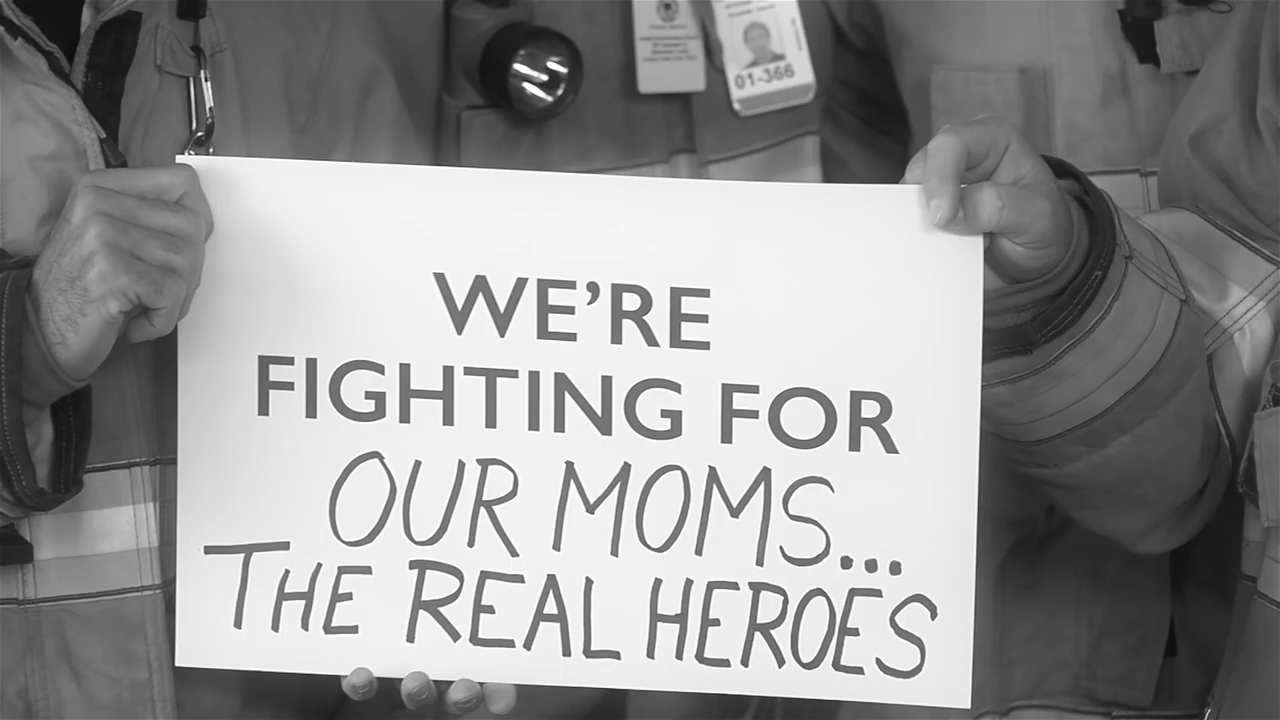 01-366
WE'RE
FIGHTING FOR
OUR MOMS...
THE REAL HEROES